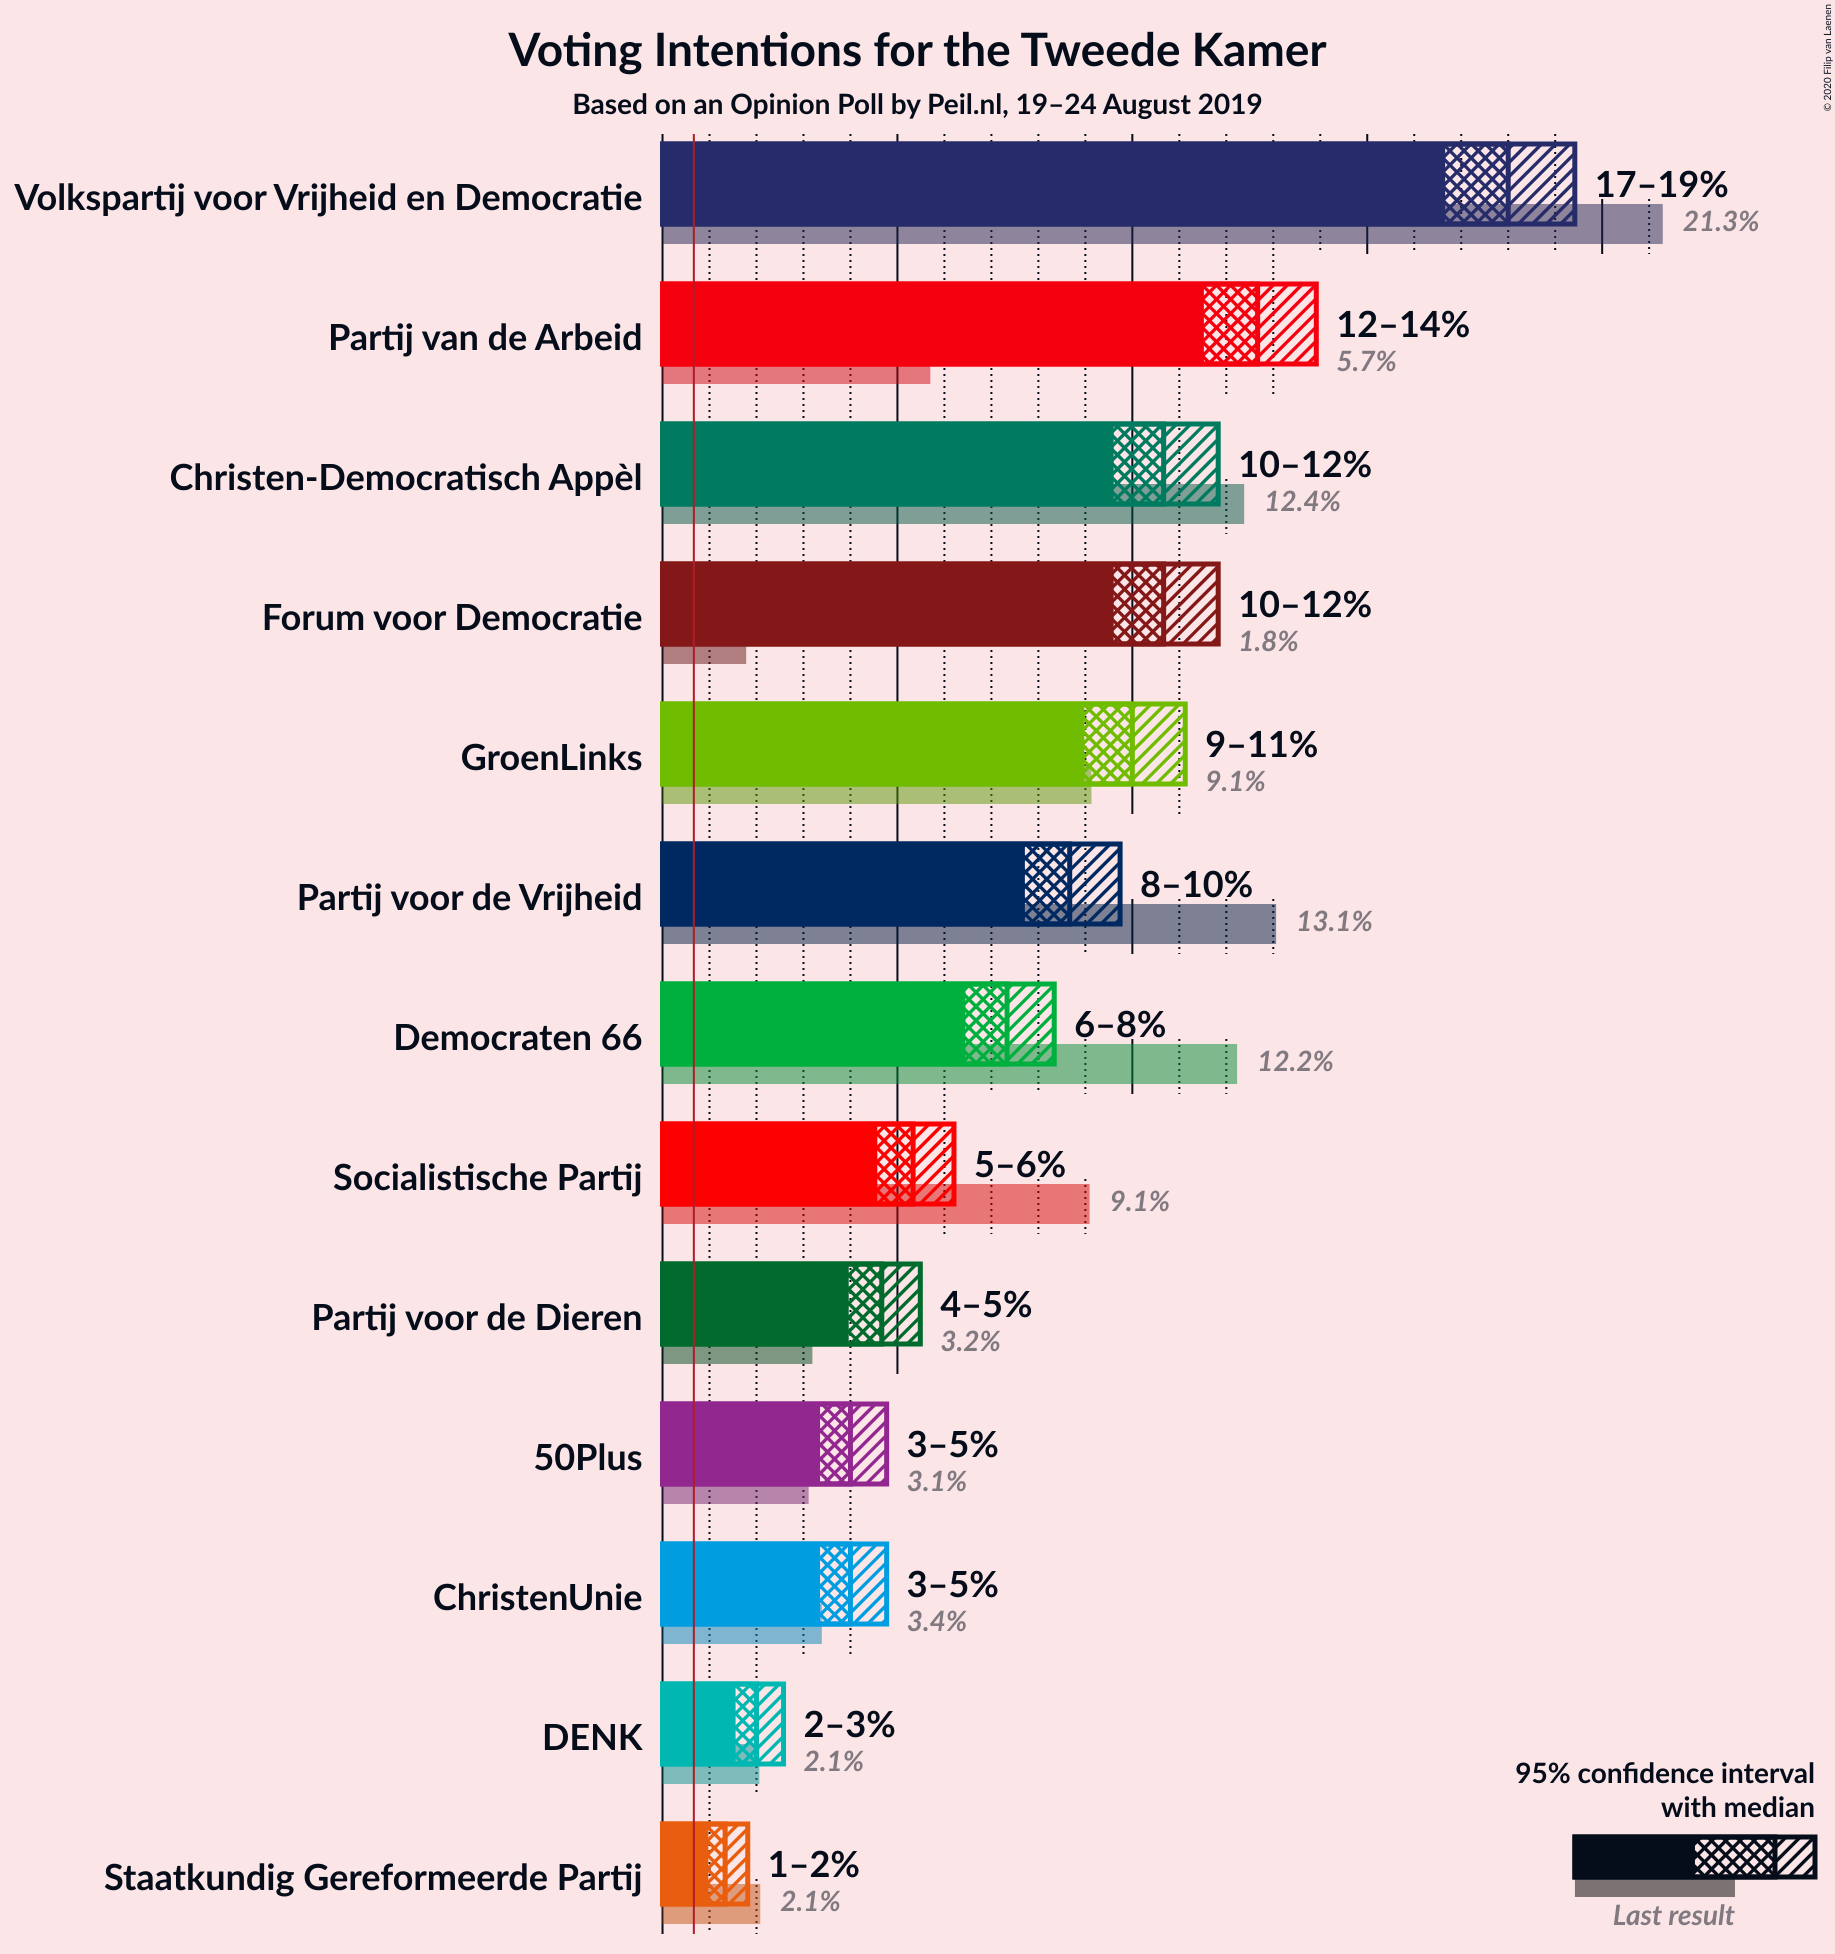 Voting Intentions for the Tweede Kamer
Based on an Opinion Poll by Peil.nl, 19–24 August 2019
© 2020 Filip van Laenen
Volkspartij voor Vrijheid en Democratie
17–19%
21.3%
Partij van de Arbeid
12–14%
5.7%
Christen-Democratisch Appèl
10–12%
12.4%
Forum voor Democratie
10–12%
1.8%
GroenLinks
9–11%
9.1%
Partij voor de Vrijheid
8–10%
13.1%
Democraten 66
6–8%
12.2%
Socialistische Partij
5–6%
9.1%
Partij voor de Dieren
4–5%
3.2%
50Plus
3–5%
3.1%
ChristenUnie
3–5%
3.4%
DENK
2–3%
2.1%
Staatkundig Gereformeerde Partij
1–2%
2.1%
95% confidence interval
with median
Last result